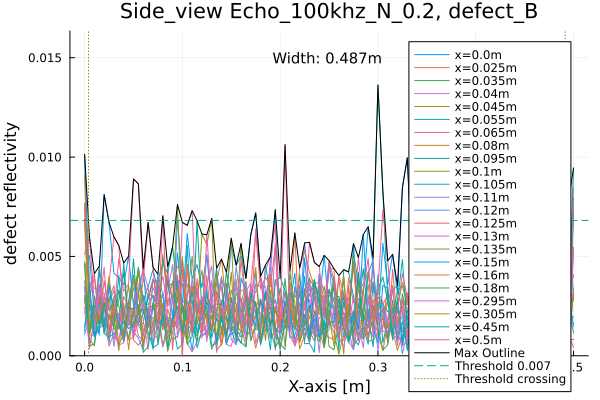 Side_view Echo_100khz_N_0.2, defect_B
0.015
Width: 0.487m
0.010
0.005
0.000
defect reflectivity
0.0
0.1
0.2
0.3
.5
X-axis [m]
x=0.0m
x=0.025m
x=0.035m
x=0.04m
x=0.045m
x=0.055m
x=0.065m
x=0.08m
x=0.095m
x=0.1m
x=0.105m
x=0.11m
x=0.12m
x=0.125m
x=0.13m
x=0.135m
x=0.15m
x=0.16m
x=0.18m
x=0.295m
x=0.305m
x=0.45m
x=0.5m
Max Outline
Threshold 0.007
Threshold crossing